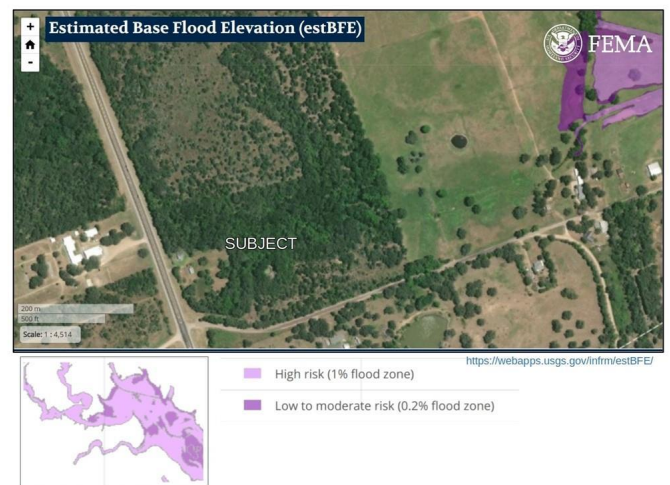 +
-
Estimated Base Flood Elevation (estBFE)
FEMA
SUBJECT
200 m
500 ft
Scale: 1 : 4,514
https://webapps.usgs.gov/infrm/estBFE/
High risk (1% flood zone)
Low to moderate risk (0.2% flood zone)